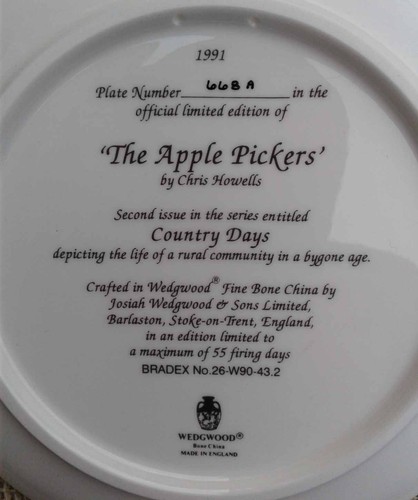 1991
Plate Number 668 A in the
official limited edition of
'The Apple Pickers'
by Chris Howells
Second issue in the series entitled
Country Days
depicting the life of a rural community in a bygone age.
Crafted in Wedgwood® Fine Bone China by
Josiah Wedgwood & Sons Limited,
Barlaston, Stoke-on-Trent, England,
in an edition limited to
a maximum of 55 firing days
BRADEX No.26-W90-43.2
WEDGWOOD®
Bone China
MADE IN ENGLAND